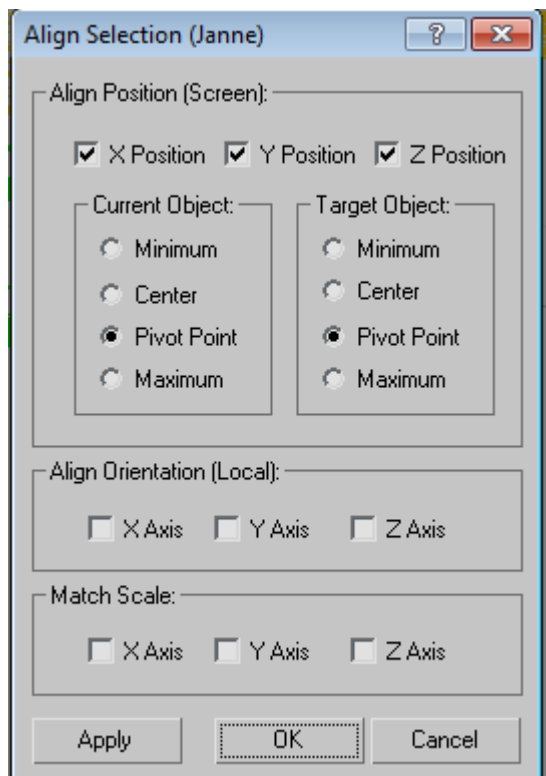 Align Selection (Janne)
Align Position (Screen):
X Position Y Position Z Position
Current Object: Target Object:
Minimum Minimum
Center Center
Pivot Point Pivot Point
Maximum Maximum
Align Orientation (Local):
X Axis Y Axis Z Axis
Match Scale:
X Axis Y Axis Z Axis
Apply OK Cancel